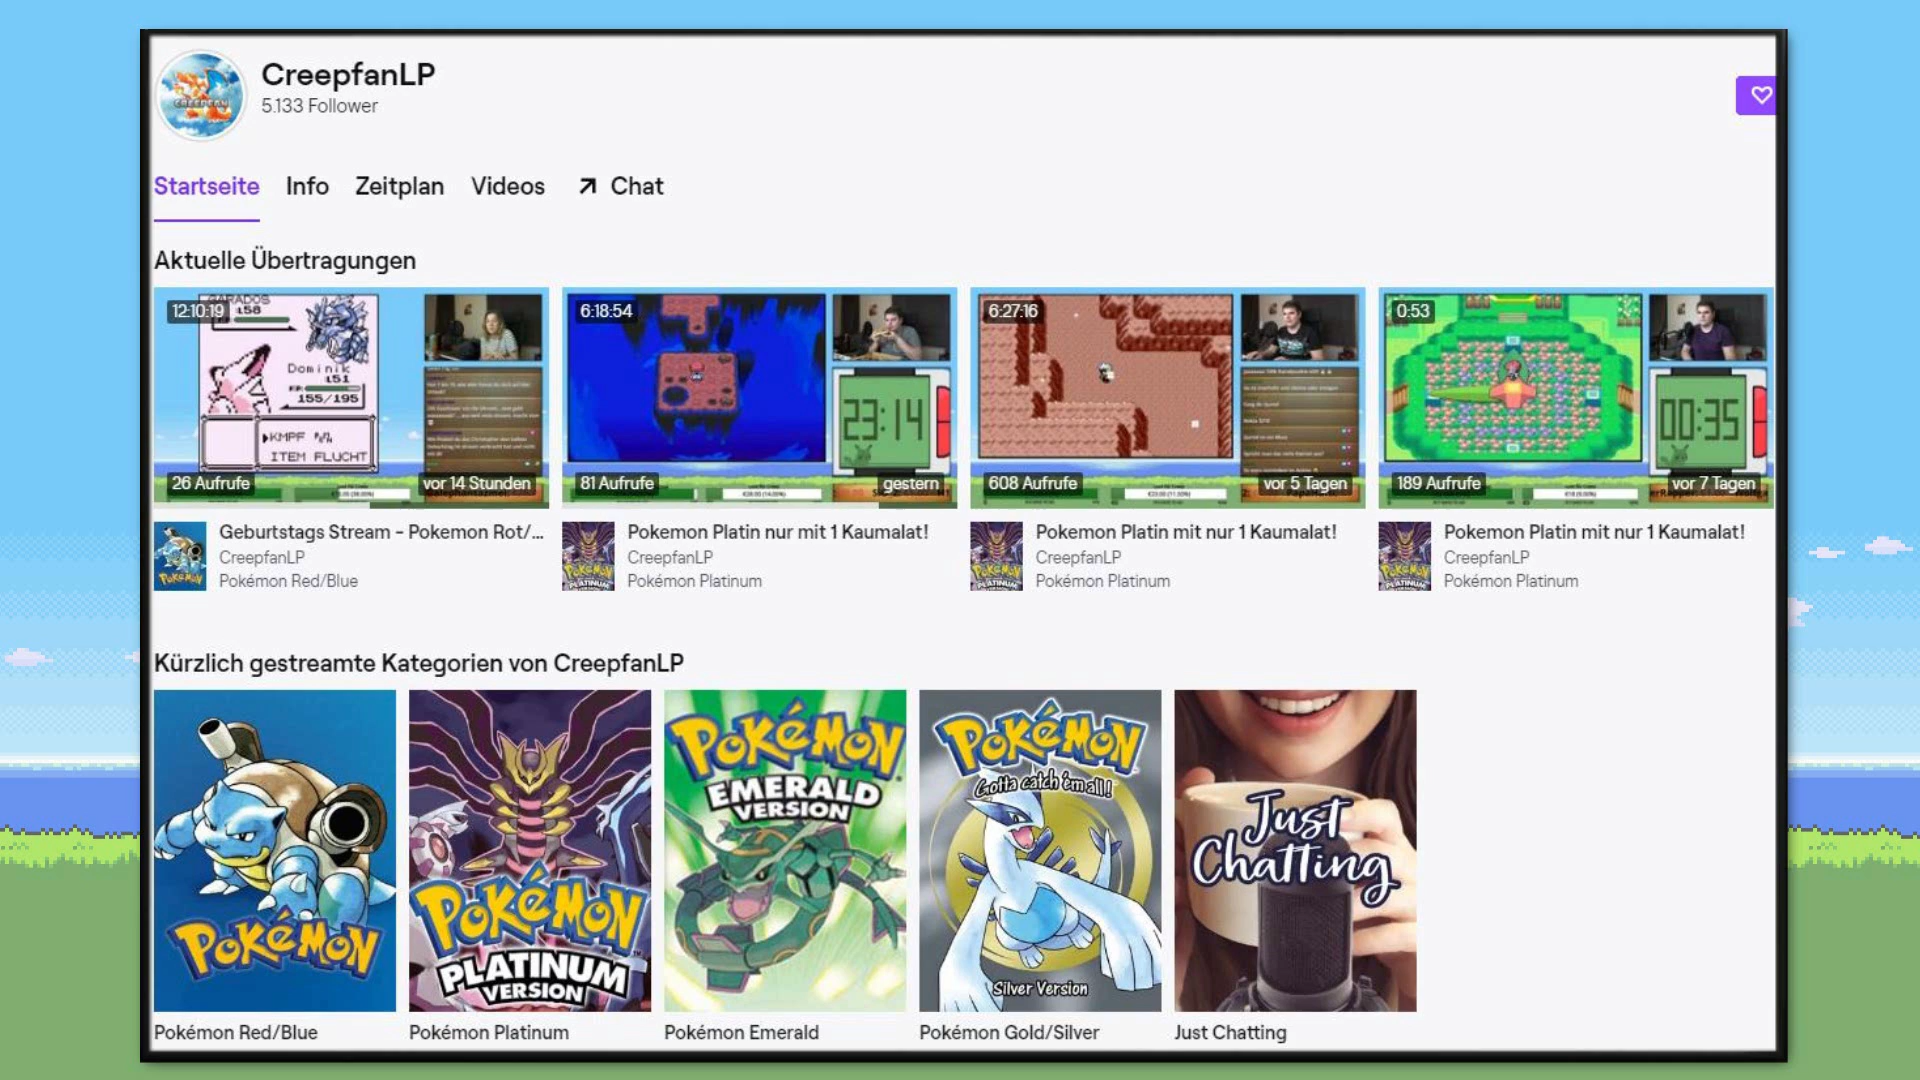 CreepfanLP
5.133 Follower
CREEPFAN
Startseite Info Zeitplan Videos Chat
Aktuelle Übertragungen
12:10:19
GARADOS
L58
Dominik
L51
155/195
KMPF
ITEM FLUCHT
26 Aufrufe
vor 14 Stunden
6:18:54
23:14
81 Aufrufe
gestern
6:27:16
608 Aufrufe
vor 5 Tagen
0:53
00:35
189 Aufrufe
vor 7 Tagen
Geburtstags Stream - Pokemon Rot/...
CreepfanLP
Pokémon Red/Blue
Pokemon Platin nur mit 1 Kaumalat!
CreepfanLP
Pokémon Platinum
Pokemon Platin mit nur 1 Kaumalat!
CreepfanLP
Pokémon Platinum
Pokemon Platin mit nur 1 Kaumalat!
CreepfanLP
Pokémon Platinum
Kürzlich gestreamte Kategorien von CreepfanLP
POKéMON
POKéMON
PLATINUM
VERSION
POKéMON
EMERALD
VERSION
POKéMON
Gotta catch 'em all!
Silver Version
Just
Chatting
Pokémon Red/Blue
Pokémon Platinum
Pokémon Emerald
Pokémon Gold/Silver
Just Chatting